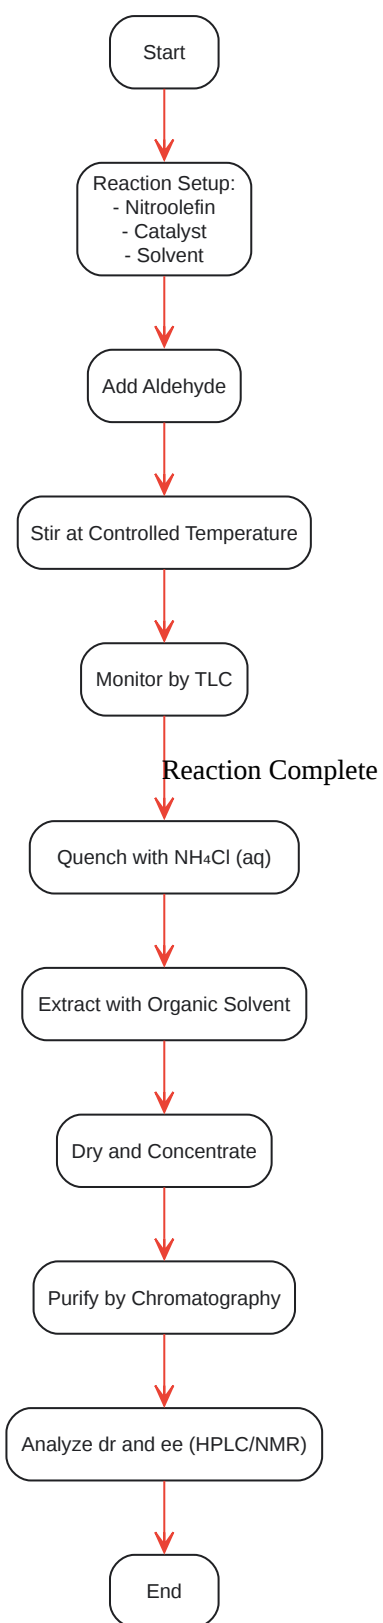 Start
Reaction Setup:
- Nitroolefin
- Catalyst
- Solvent
Add Aldehyde
Stir at Controlled Temperature
Monitor by TLC
Reaction Complete
Quench with NH₄Cl (aq)
Extract with Organic Solvent
Dry and Concentrate
Purify by Chromatography
Analyze dr and ee (HPLC/NMR)
End